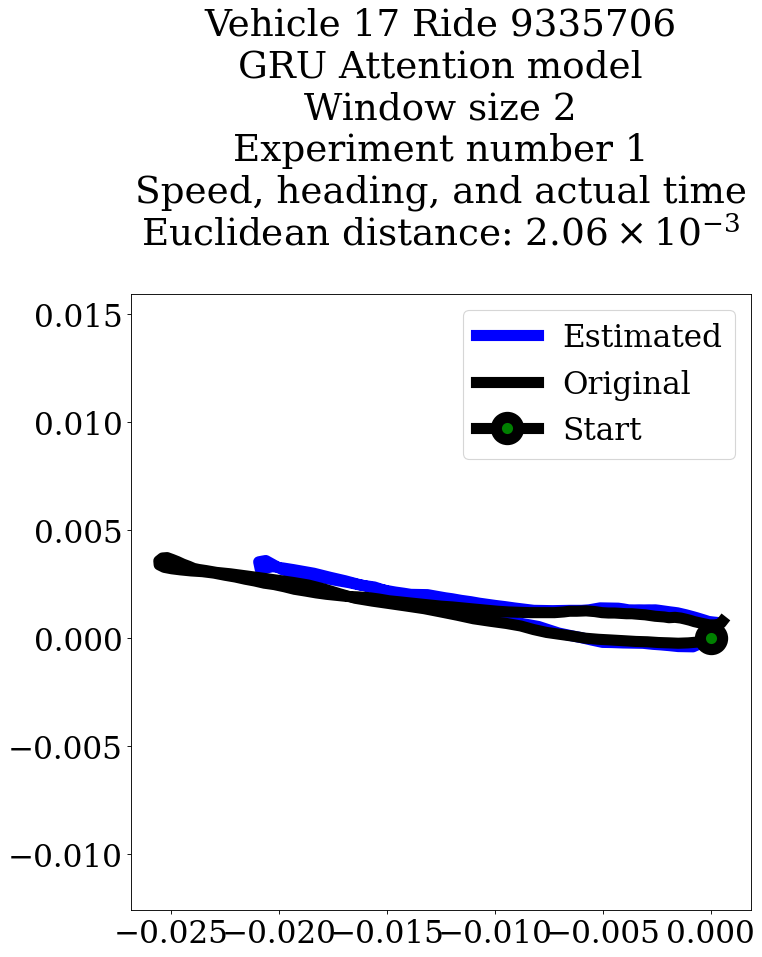 Vehicle 17 Ride 9335706
GRU Attention model
Window size 2
Experiment number 1
Speed, heading, and actual time
Euclidean distance: 2.06 × 10⁻³
Estimated
Original
Start
0.015
0.010
0.005
0.000
−0.005
−0.010
−0.025 −0.020 −0.015 −0.010 −0.005 0.000